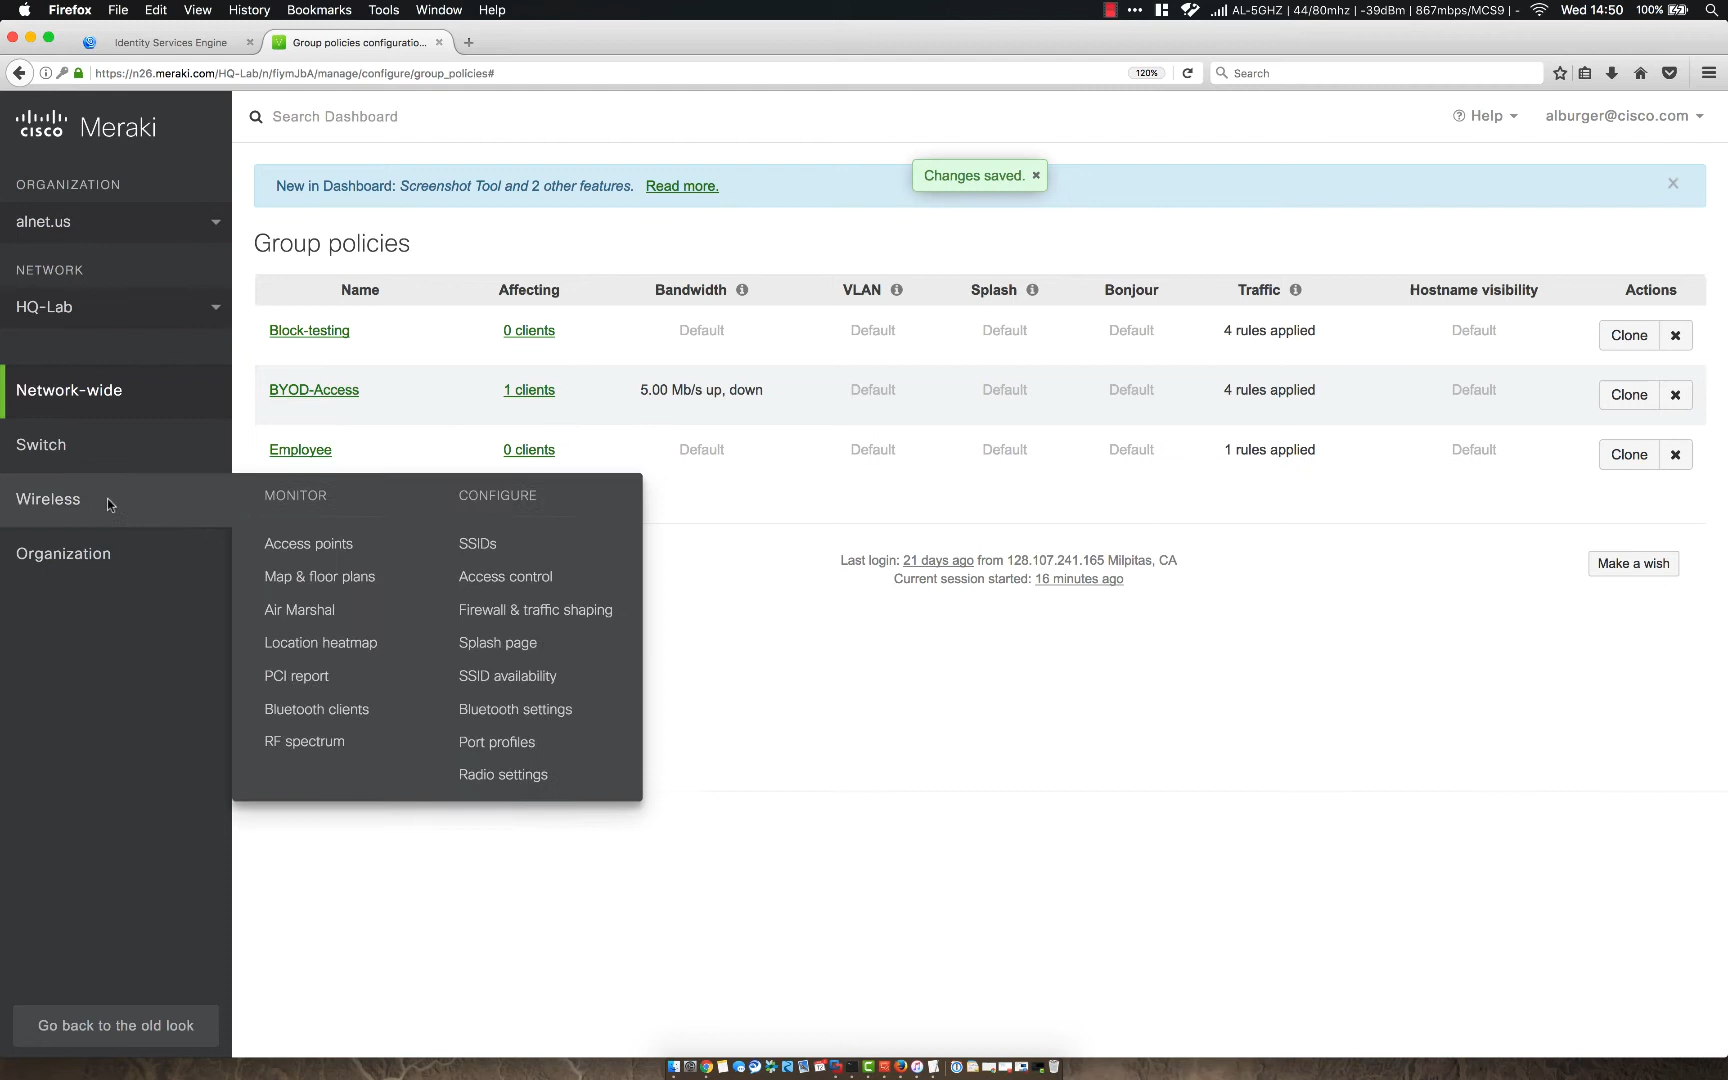 Firefox File Edit View History Bookmarks Tools Window Help
AL-5GHZ | 44/80mhz | -39dBm | 867mbps/MCS9 | - Wed 14:50 100%
Identity Services Engine
Group policies configuratio...
https://n26.meraki.com/HQ-Lab/n/fiymJbA/manage/configure/group_policies#
120%
Search
CISCO Meraki
Search Dashboard
Help
alburger@cisco.com
ORGANIZATION
alnet.us
NETWORK
HQ-Lab
Network-wide
Switch
Wireless
Organization
Go back to the old look
New in Dashboard: Screenshot Tool and 2 other features. Read more.
Changes saved.
Group policies
Name Affecting Bandwidth VLAN Splash Bonjour Traffic Hostname visibility Actions
Block-testing 0 clients Default Default Default Default 4 rules applied Default Clone
BYOD-Access 1 clients 5.00 Mb/s up, down Default Default Default 4 rules applied Default Clone
Employee 0 clients Default Default Default Default 1 rules applied Default Clone
MONITOR
Access points
Map & floor plans
Air Marshal
Location heatmap
PCI report
Bluetooth clients
RF spectrum
CONFIGURE
SSIDs
Access control
Firewall & traffic shaping
Splash page
SSID availability
Bluetooth settings
Port profiles
Radio settings
Last login: 21 days ago from 128.107.241.165 Milpitas, CA
Current session started: 16 minutes ago
Make a wish